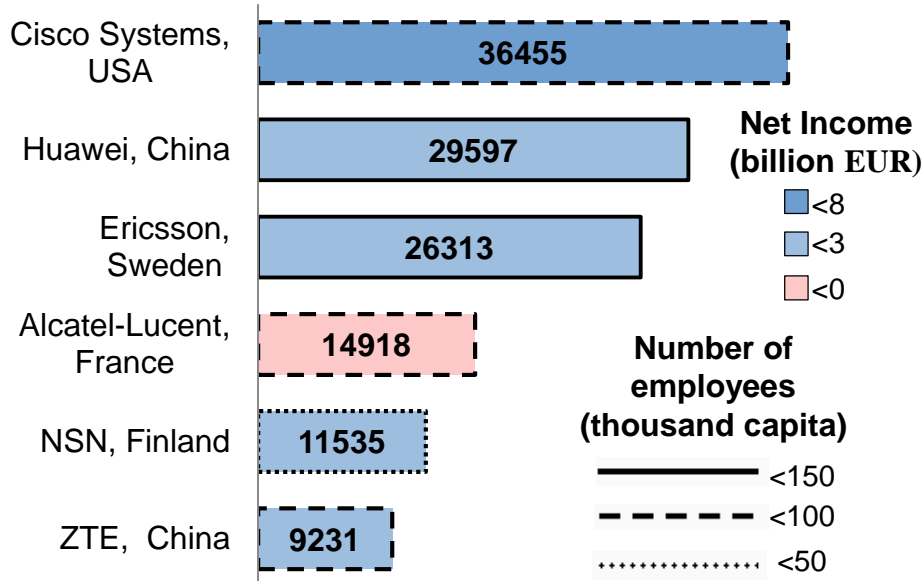 Cisco Systems,
USA
36455
Huawei, China
29597
Ericsson,
Sweden
26313
Alcatel-Lucent,
France
14918
NSN, Finland
11535
ZTE, China
9231
Net Income
(billion EUR)
<8
<3
<0
Number of
employees
(thousand capita)
<150
<100
<50